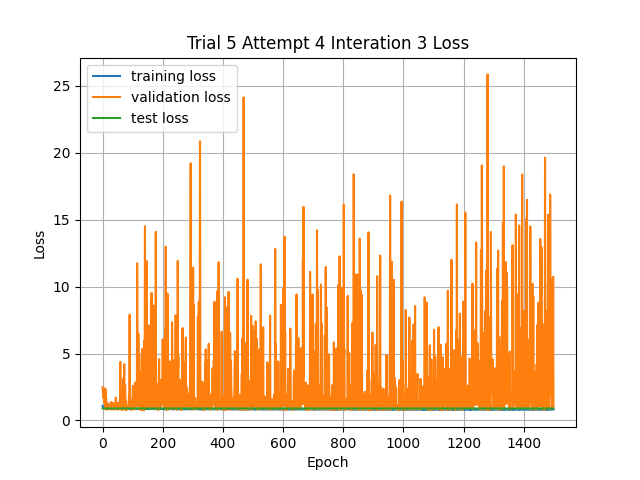 Trial 5 Attempt 4 Interation 3 Loss
training loss
validation loss
test loss
25
20
15
10
5
0
Loss
0 200 400 600 800 1000 1200 1400
Epoch